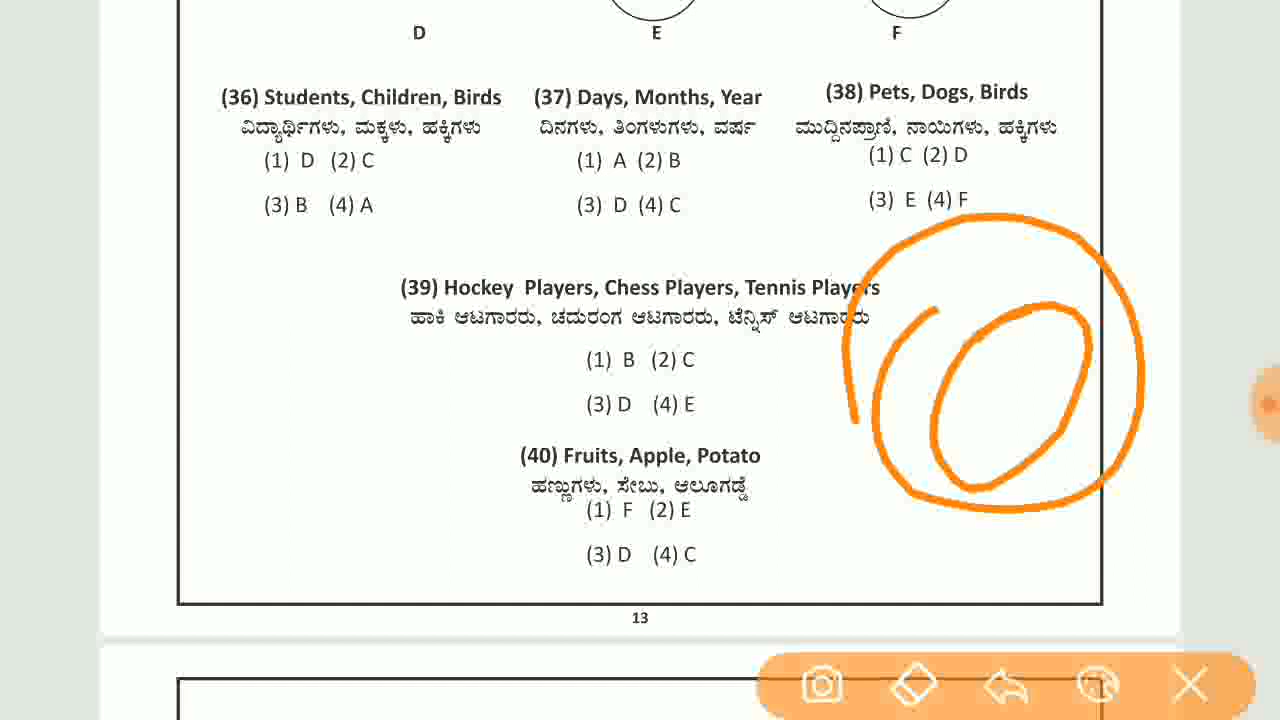 D E F
(36) Students, Children, Birds
ವಿದ್ಯಾರ್ಥಿಗಳು, ಮಕ್ಕಳು, ಹಕ್ಕಿಗಳು
(1) D (2) C
(3) B (4) A
(37) Days, Months, Year
ದಿನಗಳು, ತಿಂಗಳುಗಳು, ವರ್ಷ
(1) A (2) B
(3) D (4) C
(38) Pets, Dogs, Birds
ಮುದ್ದಿನಪ್ರಾಣಿ, ನಾಯಿಗಳು, ಹಕ್ಕಿಗಳು
(1) C (2) D
(3) E (4) F
(39) Hockey Players, Chess Players, Tennis Players
ಹಾಕಿ ಆಟಗಾರರು, ಚದುರಂಗ ಆಟಗಾರರು, ಟೆನ್ನಿಸ್ ಆಟಗಾರರು
(1) B (2) C
(3) D (4) E
(40) Fruits, Apple, Potato
ಹಣ್ಣುಗಳು, ಸೇಬು, ಆಲೂಗಡ್ಡೆ
(1) F (2) E
(3) D (4) C
13